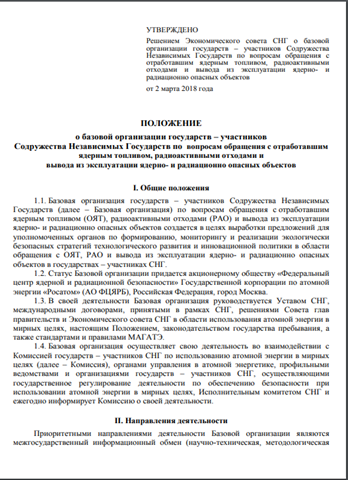 УТВЕРЖДЕНО
Решением Экономического совета СНГ о базовой
организации государств – участников Содружества
Независимых Государств по вопросам обращения с
отработавшим ядерным топливом, радиоактивными
отходами и вывода из эксплуатации ядерно- и
радиационно опасных объектов
от 2 марта 2018 года
ПОЛОЖЕНИЕ
о базовой организации государств – участников
Содружества Независимых Государств по вопросам обращения с отработавшим
ядерным топливом, радиоактивными отходами и
вывода из эксплуатации ядерно- и радиационно опасных объектов
I. Общие положения
1.1. Базовая организация государств – участников Содружества Независимых
Государств (далее – Базовая организация) по вопросам обращения с отработавшим
ядерным топливом (ОЯТ), радиоактивными отходами (РАО) и вывода из эксплуатации
ядерно- и радиационно опасных объектов создается в целях выработки предложений для
уполномоченных органов по формированию, мониторингу и реализации экологически
безопасных стратегий технологического развития и инновационной политики в области
обращения с ОЯТ, РАО и вывода из эксплуатации ядерно- и радиационно опасных
объектов в государствах – участниках СНГ.
1.2. Статус Базовой организации придается акционерному обществу «Федеральный
центр ядерной и радиационной безопасности» Государственной корпорации по атомной
энергии «Росатом» (АО ФЦЯРБ), Российская Федерация, город Москва.
1.3. В своей деятельности Базовая организация руководствуется Уставом СНГ,
международными договорами, принятыми в рамках СНГ, решениями Совета глав
правительств и Экономического совета СНГ в области использования атомной энергии в
мирных целях, настоящим Положением, законодательством государства пребывания, а
также стандартами и правилами МАГАТЭ.
1.4. Базовая организация осуществляет свою деятельность во взаимодействии с
Комиссией государств – участников СНГ по использованию атомной энергии в мирных
целях (далее – Комиссия), органами управления в атомной энергетике, профильными
ведомствами и организациями государств – участников СНГ, осуществляющими
государственное регулирование деятельности по обеспечению безопасности при
использовании атомной энергии в мирных целях, Исполнительным комитетом СНГ и
ежегодно информирует Комиссию о своей деятельности.
II. Направления деятельности
Приоритетными направлениями деятельности Базовой организации являются
межгосударственный информационный обмен (научно-техническая, методологическая